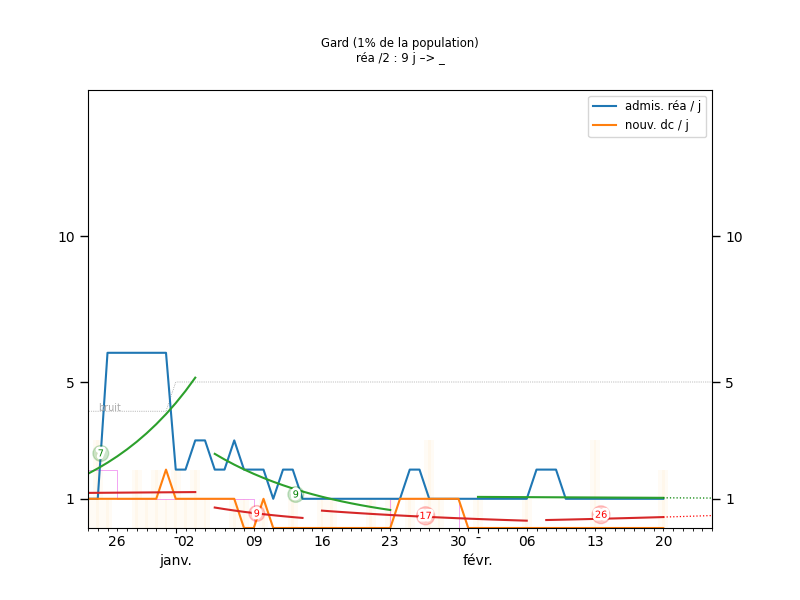 Gard (1% de la population)
réa /2 : 9 j –> _
admis. réa / j
nouv. dc / j
10 10
5 5
bruit
7
9
1 1
9
17
26
26 02 09 16 23 30 06 13 20
janv. févr.